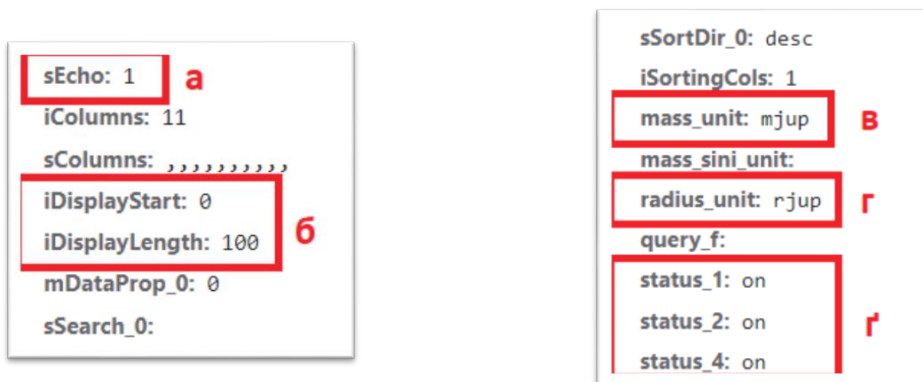 sEcho: 1
а
iColumns: 11
sColumns: ,,,,,,,,,,
iDisplayStart: 0
iDisplayLength: 100
б
mDataProp_0: 0
sSearch_0:
sSortDir_0: desc
iSortingCols: 1
mass_unit: mjup
в
mass_sini_unit:
radius_unit: rjup
г
query_f:
status_1: on
status_2: on
ґ
status_4: on